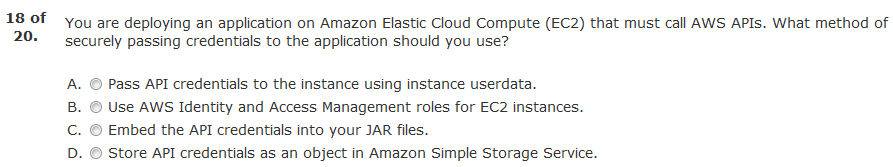 18 of
20.
You are deploying an application on Amazon Elastic Cloud Compute (EC2) that must call AWS APIs. What method of
securely passing credentials to the application should you use?
A. Pass API credentials to the instance using instance userdata.
B. Use AWS Identity and Access Management roles for EC2 instances.
C. Embed the API credentials into your JAR files.
D. Store API credentials as an object in Amazon Simple Storage Service.